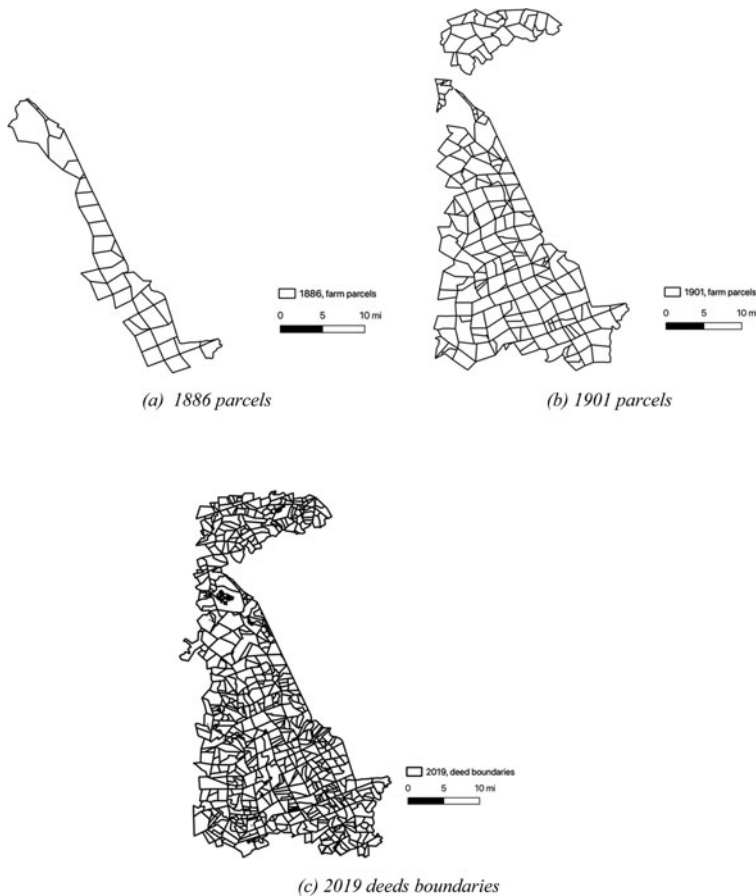 1886, farm parcels
0 5 10 mi
(a) 1886 parcels
1901, farm parcels
0 5 10 m
(b) 1901 parcels
2019, deed boundaries
0 5 10 mi
(c) 2019 deeds boundaries